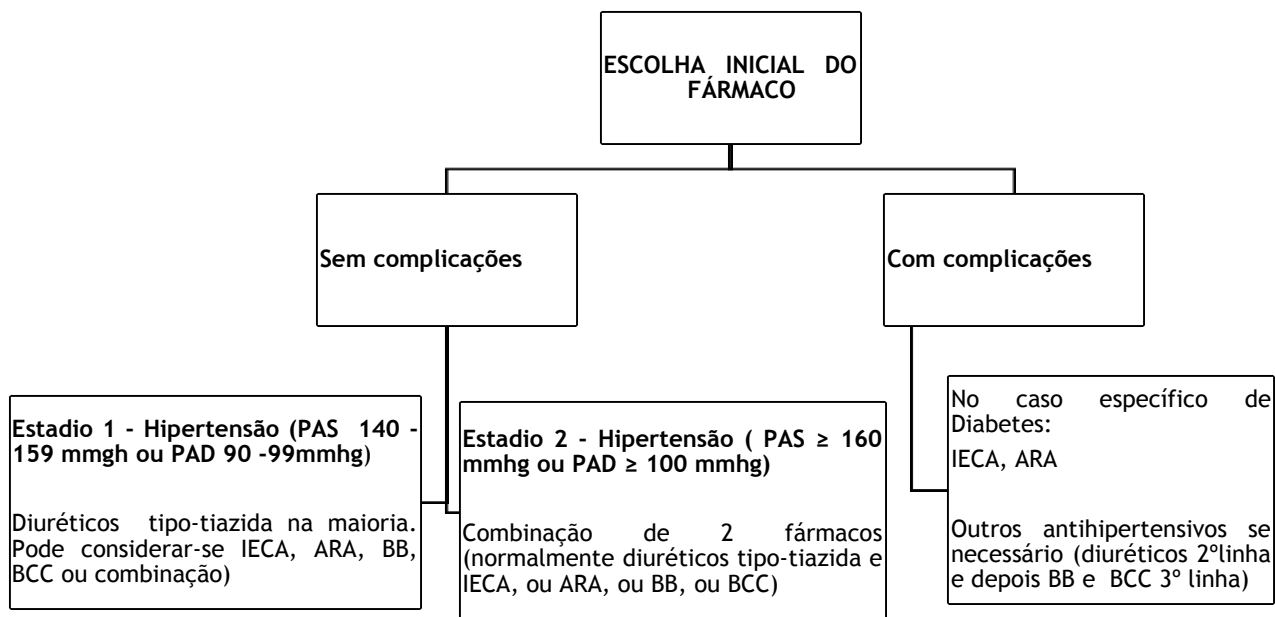 ESCOLHA INICIAL DO
FÁRMACO
Sem complicações
Com complicações
Estadio 1 - Hipertensão (PAS 140 -
159 mmgh ou PAD 90 -99mmhg)
Diuréticos tipo-tiazida na maioria.
Pode considerar-se IECA, ARA, BB,
BCC ou combinação)
Estadio 2 - Hipertensão ( PAS ≥ 160
mmhg ou PAD ≥ 100 mmhg)
Combinação de 2 fármacos
(normalmente diuréticos tipo-tiazida e
IECA, ou ARA, ou BB, ou BCC)
No caso específico de
Diabetes:
IECA, ARA
Outros antihipertensivos se
necessário (diuréticos 2ºlinha
e depois BB e BCC 3º linha)